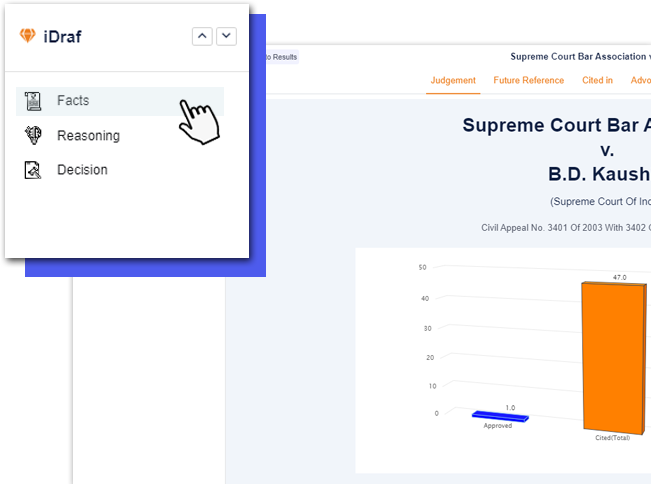 iDraf
Facts
Reasoning
Decision
to Results
Supreme Court Bar Association v
Judgement Future Reference Cited in Advo
Supreme Court Bar A
v.
B.D. Kaush
(Supreme Court Of Inc
Civil Appeal No. 3401 Of 2003 With 3402
50
47.0
40
30
20
10
1.0
0
Approved
Cited(Total)